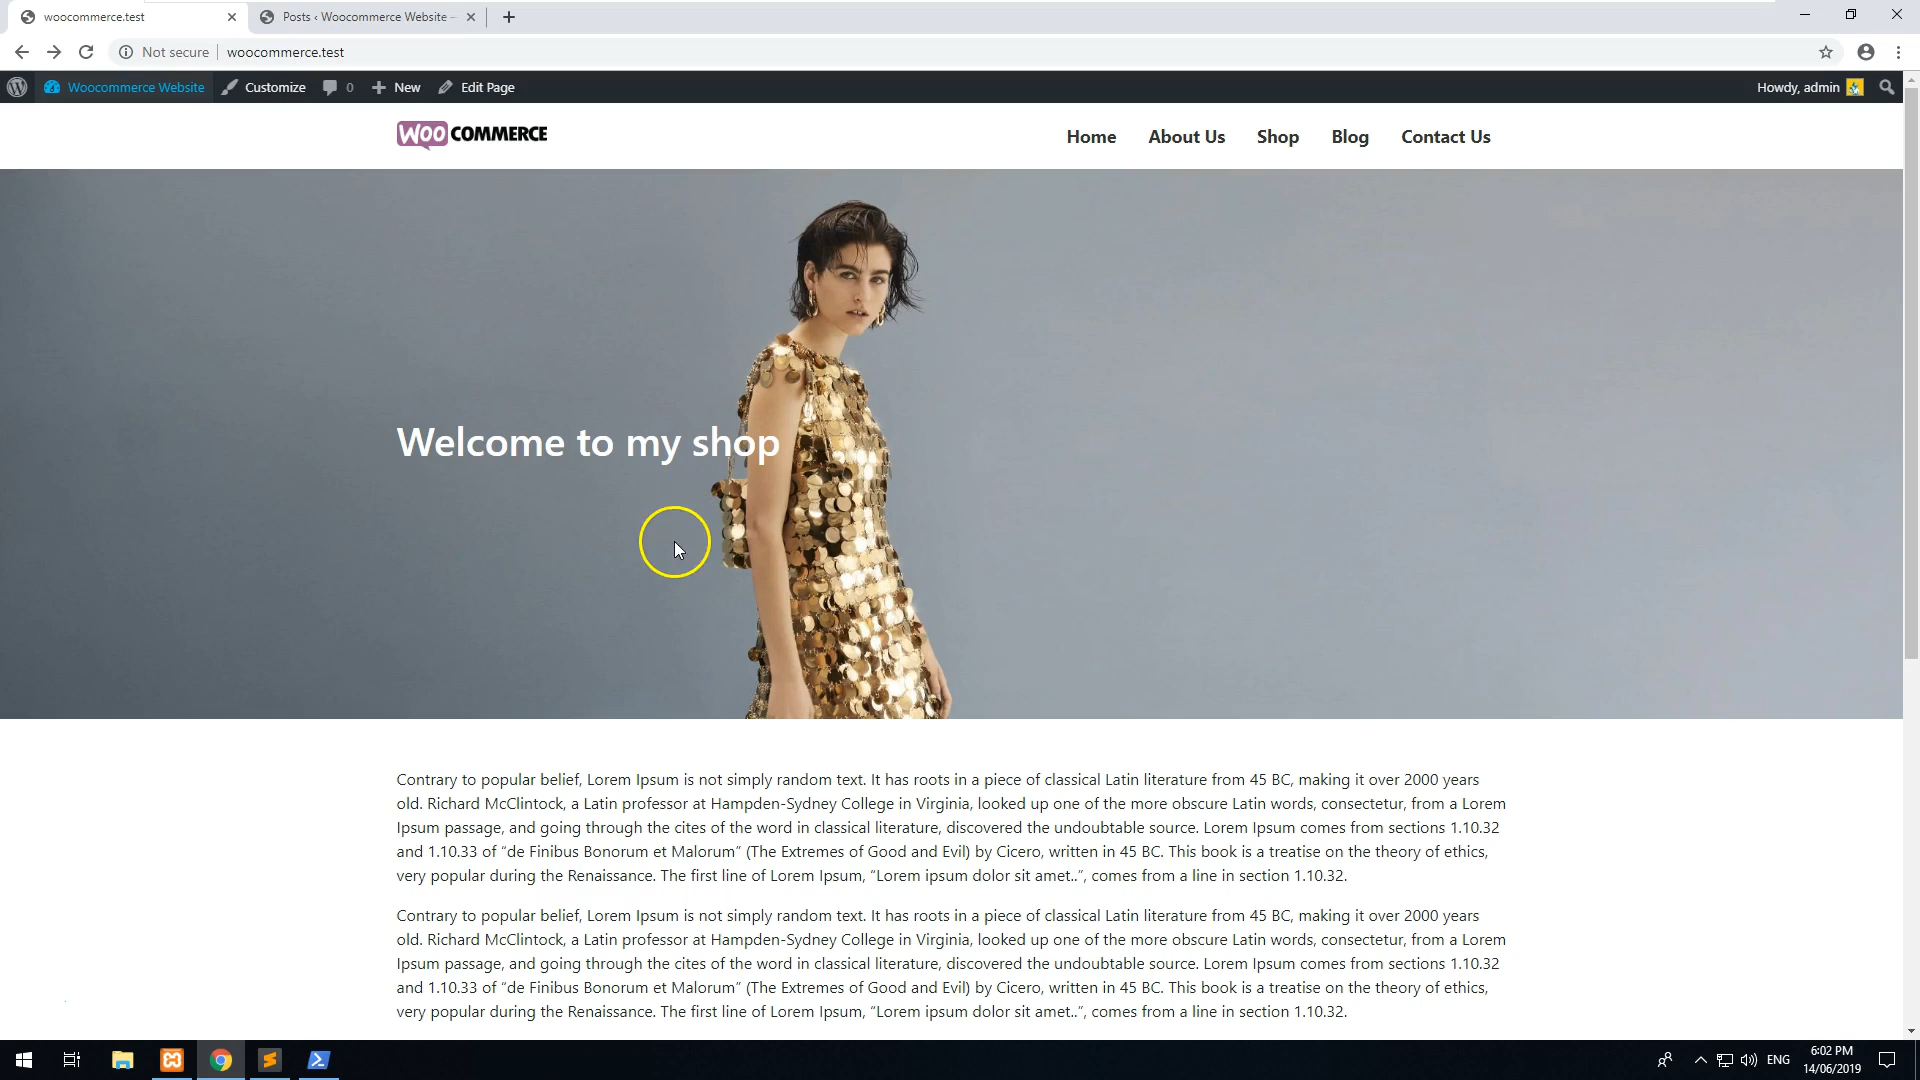 woocommerce.test
Posts ‹ Woocommerce Website –
Not secure
woocommerce.test
Woocommerce Website
Customize
0
New
Edit Page
Howdy, admin
WOO COMMERCE
Home
About Us
Shop
Blog
Contact Us
Welcome to my shop
Contrary to popular belief, Lorem Ipsum is not simply random text. It has roots in a piece of classical Latin literature from 45 BC, making it over 2000 years
old. Richard McClintock, a Latin professor at Hampden-Sydney College in Virginia, looked up one of the more obscure Latin words, consectetur, from a Lorem
Ipsum passage, and going through the cites of the word in classical literature, discovered the undoubtable source. Lorem Ipsum comes from sections 1.10.32
and 1.10.33 of “de Finibus Bonorum et Malorum” (The Extremes of Good and Evil) by Cicero, written in 45 BC. This book is a treatise on the theory of ethics,
very popular during the Renaissance. The first line of Lorem Ipsum, “Lorem ipsum dolor sit amet..”, comes from a line in section 1.10.32.
Contrary to popular belief, Lorem Ipsum is not simply random text. It has roots in a piece of classical Latin literature from 45 BC, making it over 2000 years
old. Richard McClintock, a Latin professor at Hampden-Sydney College in Virginia, looked up one of the more obscure Latin words, consectetur, from a Lorem
Ipsum passage, and going through the cites of the word in classical literature, discovered the undoubtable source. Lorem Ipsum comes from sections 1.10.32
and 1.10.33 of “de Finibus Bonorum et Malorum” (The Extremes of Good and Evil) by Cicero, written in 45 BC. This book is a treatise on the theory of ethics,
very popular during the Renaissance. The first line of Lorem Ipsum, “Lorem ipsum dolor sit amet..”, comes from a line in section 1.10.32.
ENG
6:02 PM
14/06/2019